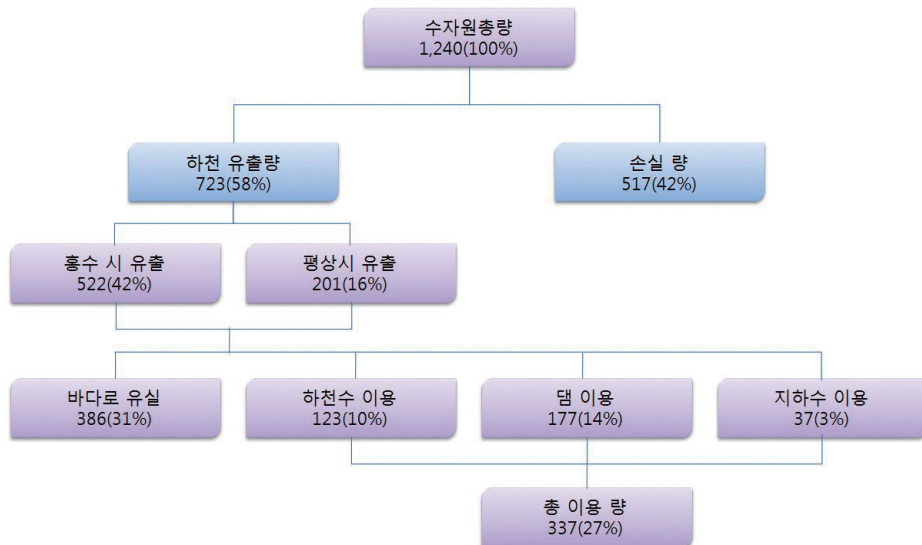 수자원총량
1,240(100%)
하천 유출량
723(58%)
손실 량
517(42%)
홍수 시 유출
522(42%)
평상시 유출
201(16%)
바다로 유실
386(31%)
하천수 이용
123(10%)
댐 이용
177(14%)
지하수 이용
37(3%)
총 이용 량
337(27%)